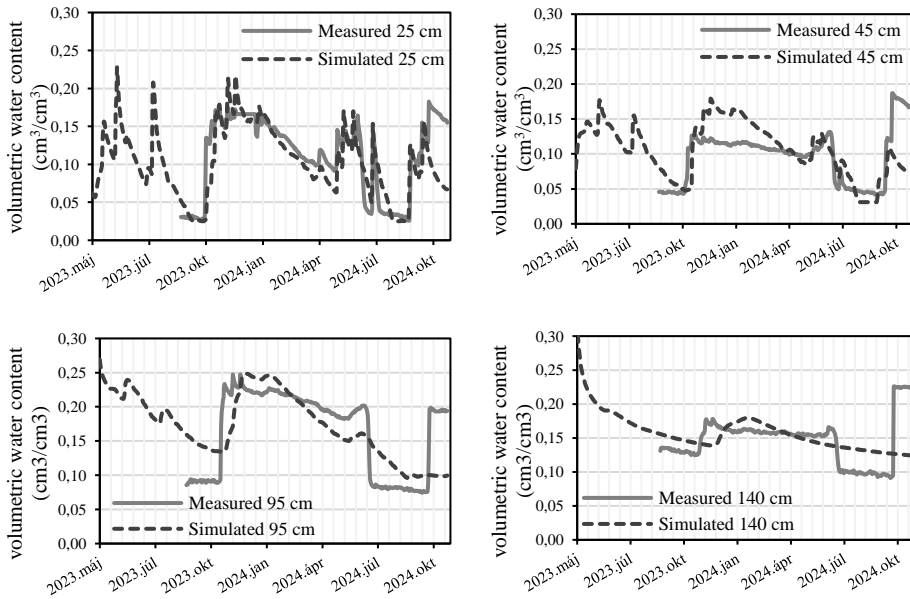 volumetric water content
(cm³/cm³)
0,30
0,25
0,20
0,15
0,10
0,05
0,00
Measured 25 cm
Simulated 25 cm
2023.máj
2023.júl
2023.okt
2024.jan
2024.ápr
2024.júl
2024.okt
volumetric water content
(cm³/cm³)
0,30
0,25
0,20
0,15
0,10
0,05
0,00
Measured 45 cm
Simulated 45 cm
2023.máj
2023.júl
2023.okt
2024.jan
2024.ápr
2024.júl
2024.okt
volumetric water content
(cm3/cm3)
0,30
0,25
0,20
0,15
0,10
0,05
0,00
Measured 95 cm
Simulated 95 cm
2023.máj
2023.júl
2023.okt
2024.jan
2024.ápr
2024.júl
2024.okt
volumetric water content
(cm3/cm3)
0,30
0,25
0,20
0,15
0,10
0,05
0,00
Measured 140 cm
Simulated 140 cm
2023.máj
2023.júl
2023.okt
2024.jan
2024.ápr
2024.júl
2024.okt